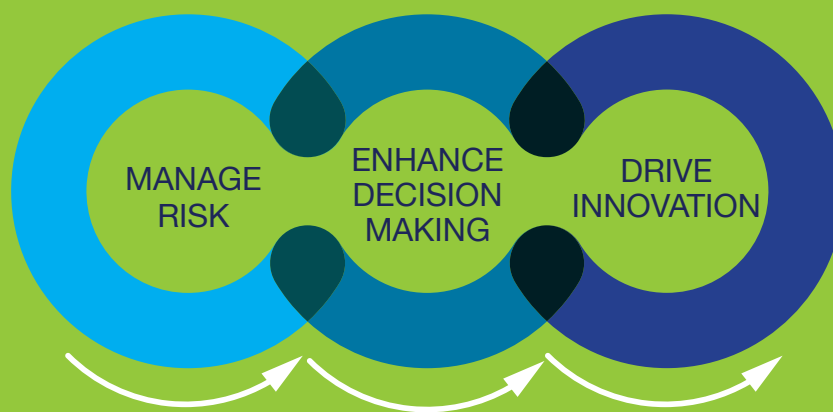 MANAGE
RISK
ENHANCE
DECISION
MAKING
DRIVE
INNOVATION